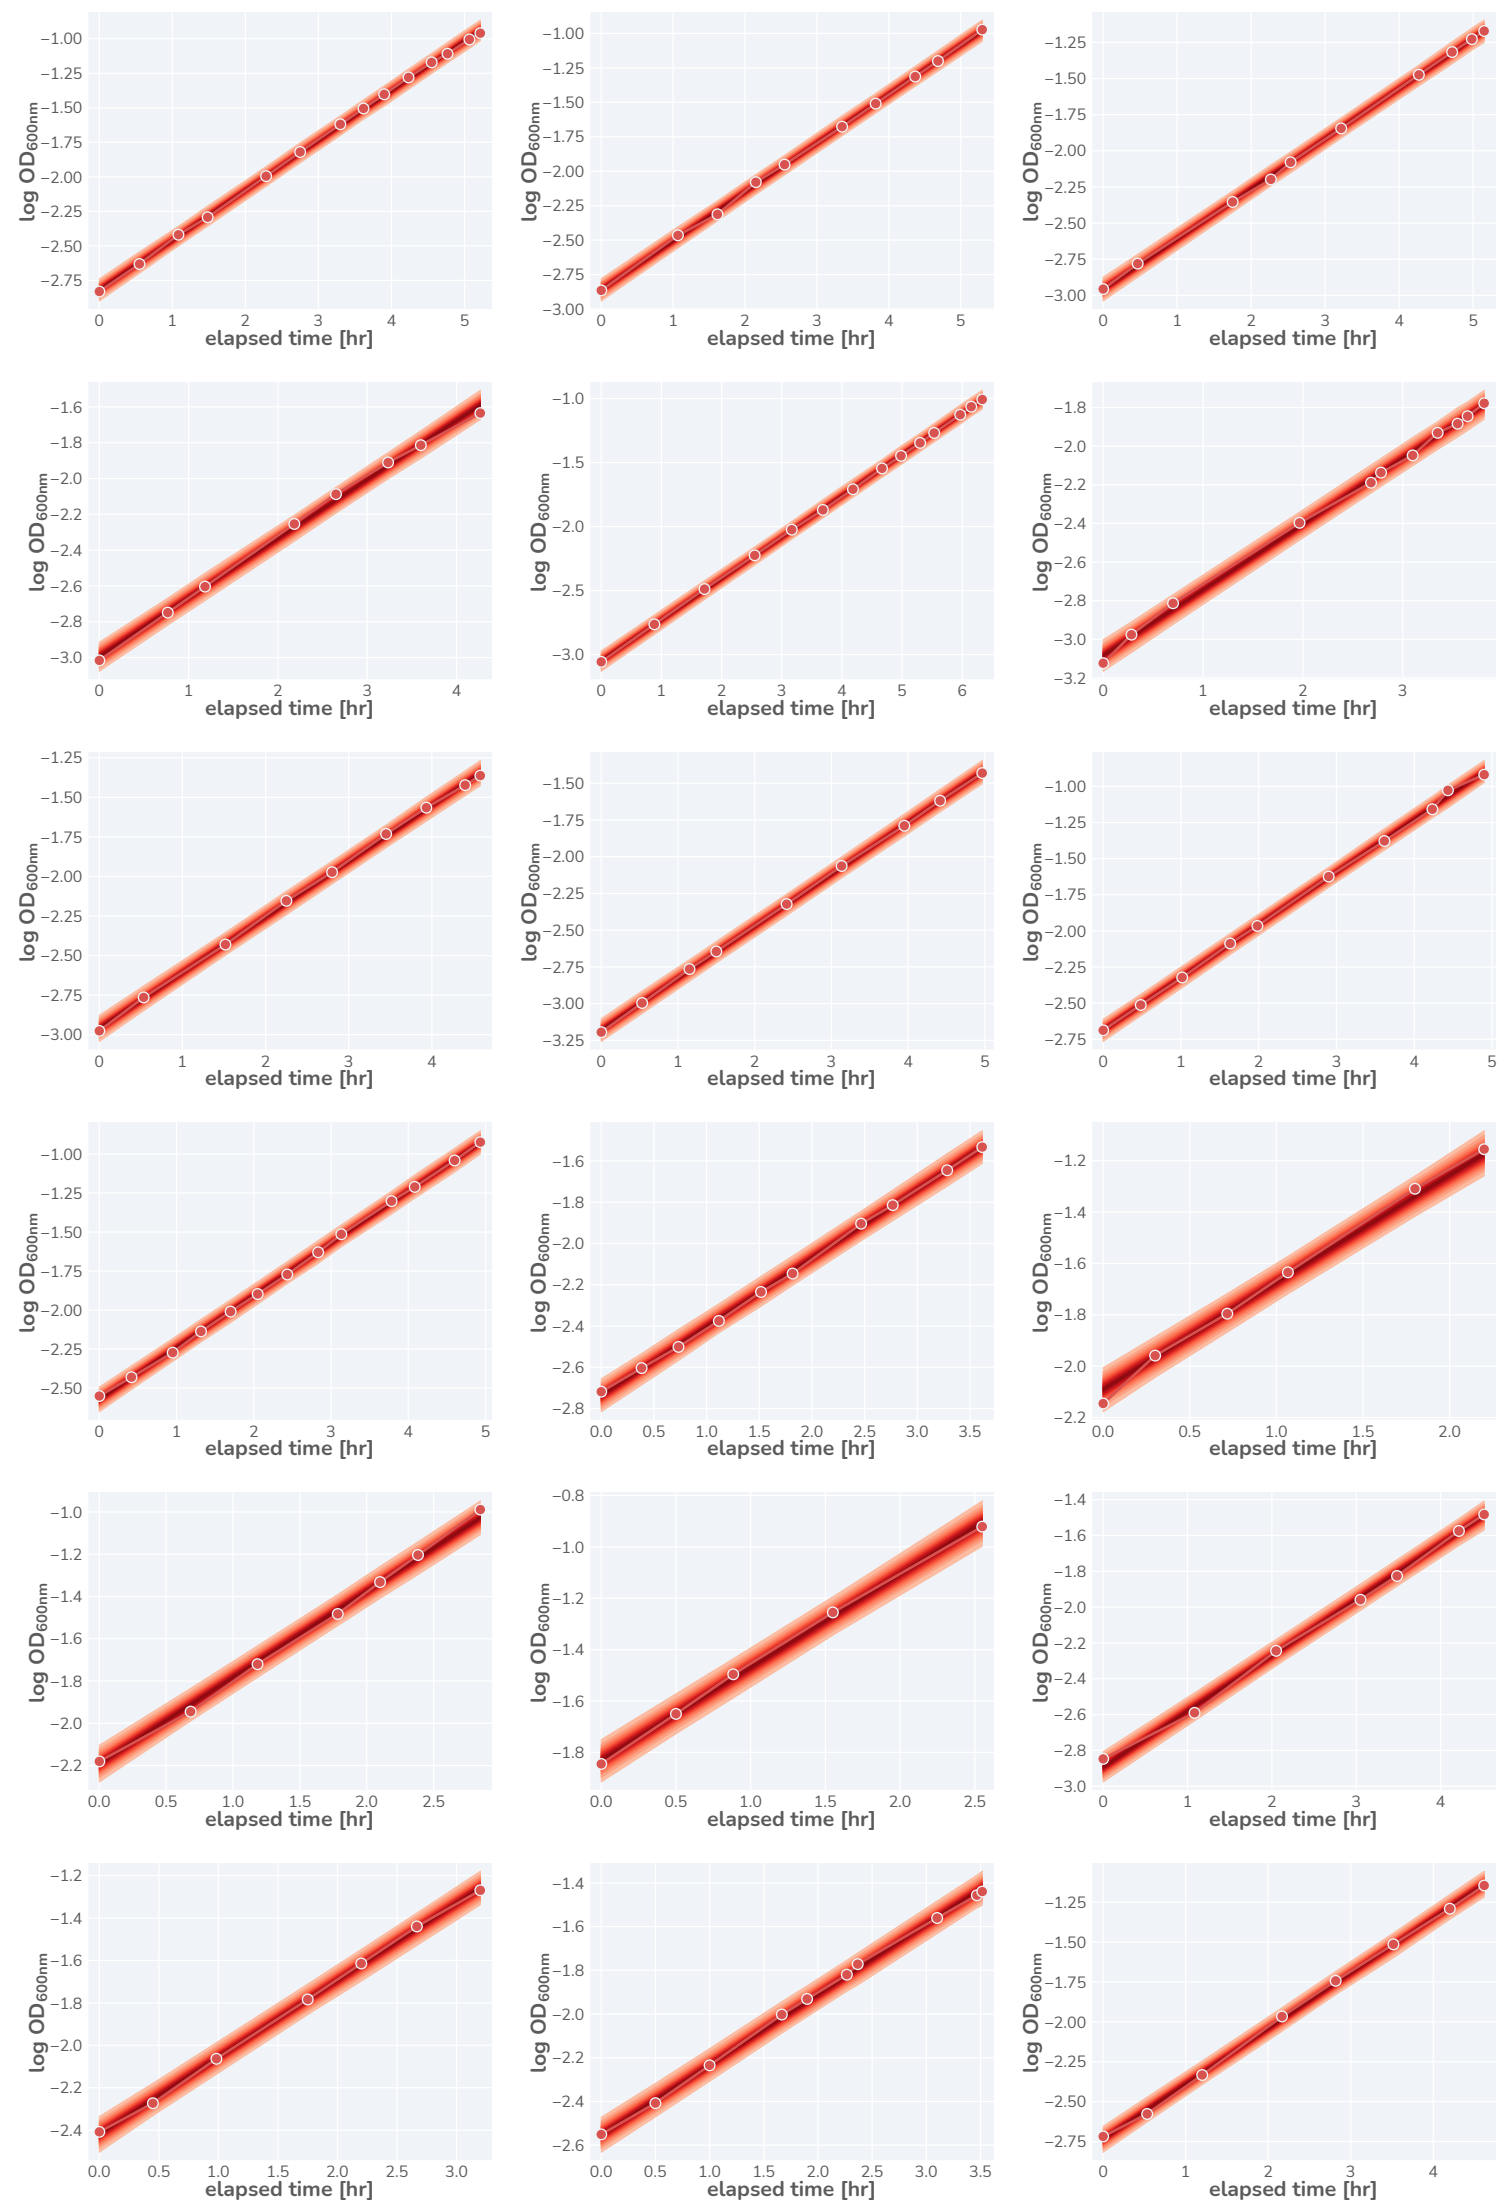 −1.00
−1.25
−1.50
−1.75
−2.00
−2.25
−2.50
−2.75
log OD600nm
0 1 2 3 4 5
elapsed time [hr]
−1.00
−1.25
−1.50
−1.75
−2.00
−2.25
−2.50
−2.75
−3.00
log OD600nm
0 1 2 3 4 5
elapsed time [hr]
−1.25
−1.50
−1.75
−2.00
−2.25
−2.50
−2.75
−3.00
log OD600nm
0 1 2 3 4 5
elapsed time [hr]
−1.6
−1.8
−2.0
−2.2
−2.4
−2.6
−2.8
−3.0
log OD600nm
0 1 2 3 4
elapsed time [hr]
−1.0
−1.5
−2.0
−2.5
−3.0
log OD600nm
0 1 2 3 4 5 6
elapsed time [hr]
−1.8
−2.0
−2.2
−2.4
−2.6
−2.8
−3.0
−3.2
log OD600nm
0 1 2 3
elapsed time [hr]
−1.25
−1.50
−1.75
−2.00
−2.25
−2.50
−2.75
−3.00
log OD600nm
0 1 2 3 4
elapsed time [hr]
−1.50
−1.75
−2.00
−2.25
−2.50
−2.75
−3.00
−3.25
log OD600nm
0 1 2 3 4 5
elapsed time [hr]
−1.00
−1.25
−1.50
−1.75
−2.00
−2.25
−2.50
−2.75
log OD600nm
0 1 2 3 4 5
elapsed time [hr]
−1.00
−1.25
−1.50
−1.75
−2.00
−2.25
−2.50
log OD600nm
0 1 2 3 4 5
elapsed time [hr]
−1.6
−1.8
−2.0
−2.2
−2.4
−2.6
−2.8
log OD600nm
0.0 0.5 1.0 1.5 2.0 2.5 3.0 3.5
elapsed time [hr]
−1.2
−1.4
−1.6
−1.8
−2.0
−2.2
log OD600nm
0.0 0.5 1.0 1.5 2.0
elapsed time [hr]
−1.0
−1.2
−1.4
−1.6
−1.8
−2.0
−2.2
log OD600nm
0.0 0.5 1.0 1.5 2.0 2.5
elapsed time [hr]
−0.8
−1.0
−1.2
−1.4
−1.6
−1.8
log OD600nm
0.0 0.5 1.0 1.5 2.0 2.5
elapsed time [hr]
−1.4
−1.6
−1.8
−2.0
−2.2
−2.4
−2.6
−2.8
−3.0
log OD600nm
0 1 2 3 4
elapsed time [hr]
−1.2
−1.4
−1.6
−1.8
−2.0
−2.2
−2.4
log OD600nm
0.0 0.5 1.0 1.5 2.0 2.5 3.0
elapsed time [hr]
−1.4
−1.6
−1.8
−2.0
−2.2
−2.4
−2.6
log OD600nm
0.0 0.5 1.0 1.5 2.0 2.5 3.0 3.5
elapsed time [hr]
−1.25
−1.50
−1.75
−2.00
−2.25
−2.50
−2.75
log OD600nm
0 1 2 3 4
elapsed time [hr]